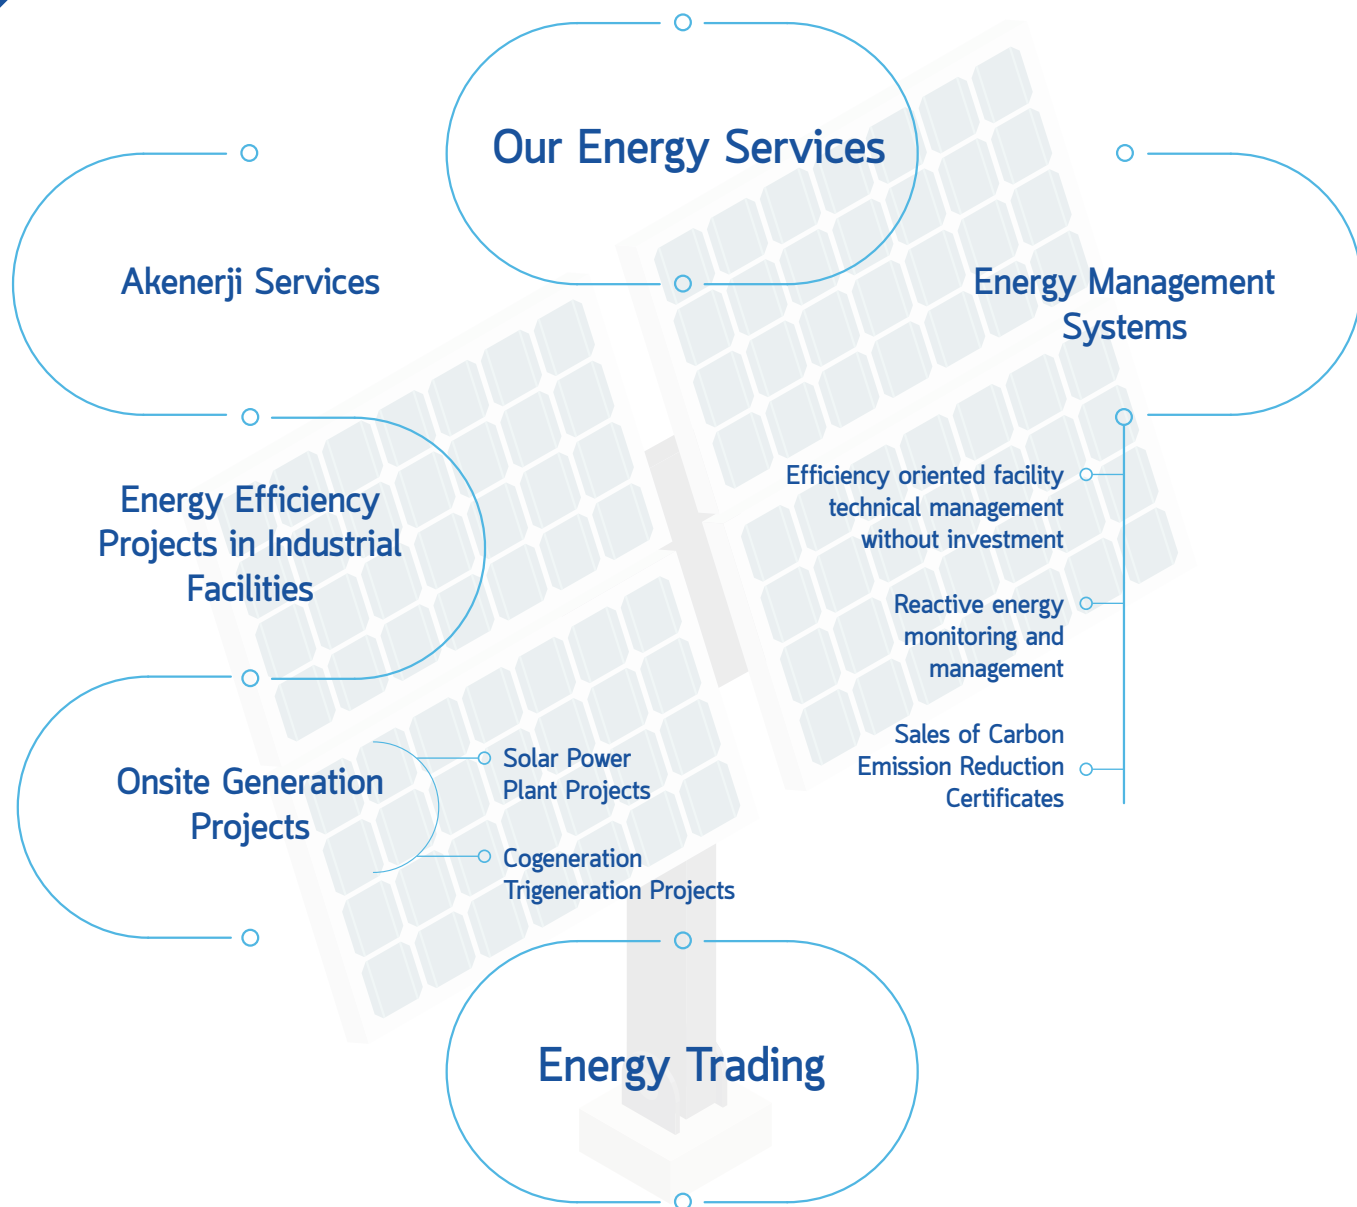 Our Energy Services
Akenerji Services
Energy Efficiency
Projects in Industrial
Facilities
Onsite Generation
Projects
Solar Power
Plant Projects
Cogeneration
Trigeneration Projects
Energy Management
Systems
Efficiency oriented facility
technical management
without investment
Reactive energy
monitoring and
management
Sales of Carbon
Emission Reduction
Certificates
Energy Trading